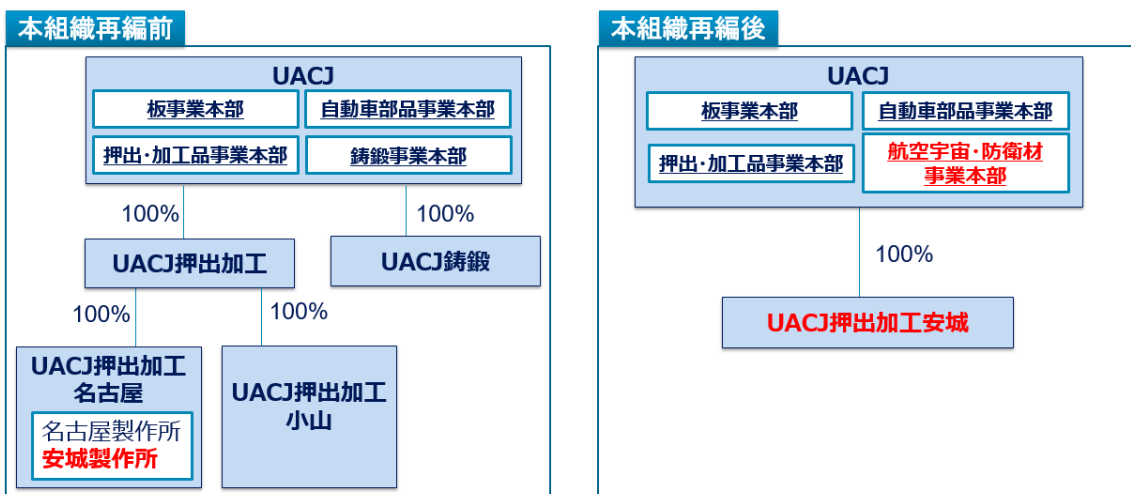 本組織再編前
UACJ
板事業本部
自動車部品事業本部
押出・加工品事業本部
鋳鍛事業本部
100%
100%
UACJ押出加工
UACJ鋳鍛
100%
100%
UACJ押出加工
名古屋
名古屋製作所
安城製作所
UACJ押出加工
小山
本組織再編後
UACJ
板事業本部
自動車部品事業本部
押出・加工品事業本部
航空宇宙・防衛材
事業本部
100%
UACJ押出加工安城